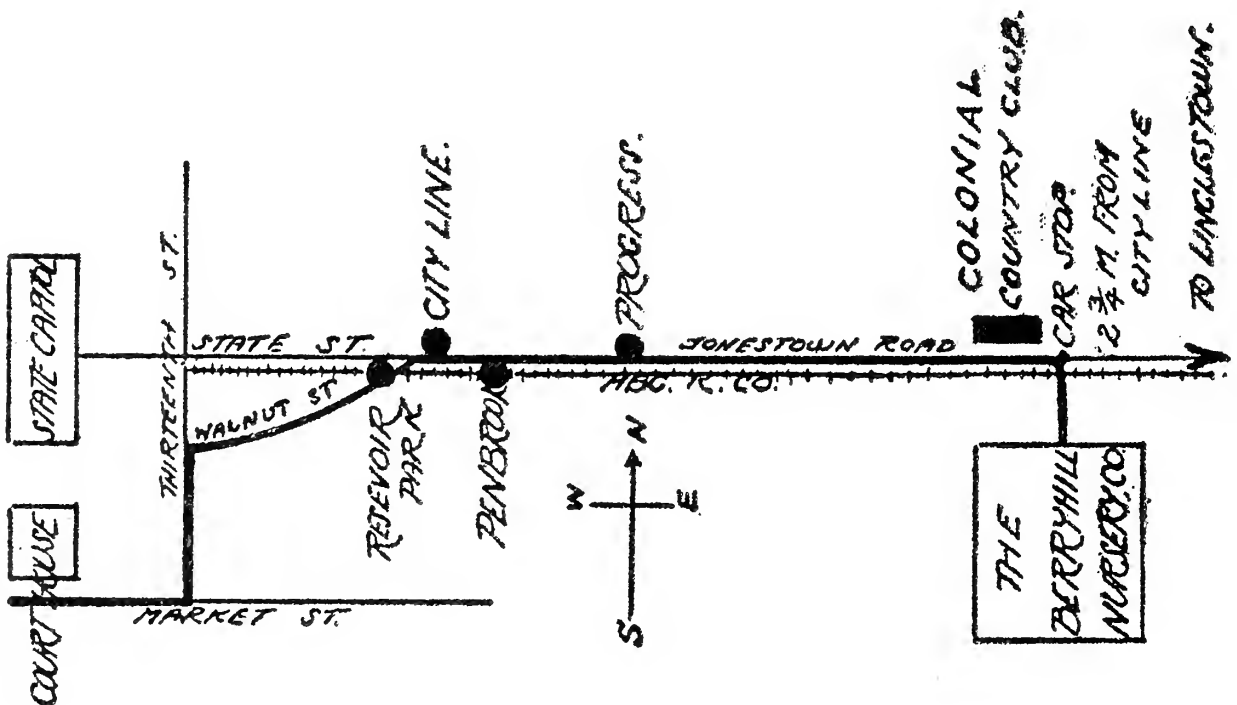 STATE CAPITOL
COURT HOUSE
THIRTEENTH ST.
MARKET ST.
STATE ST.
WALNUT ST
RESEVOIR
PARK
CITY LINE.
PENBROOK
PROGRESS.
JONESTOWN ROAD
HBG. R. CO.
W
N
S
E
COLONIAL
COUNTRY CLUB.
CAR STOP.
2 3/4 M. FROM
CITY LINE
TO LINGLESTOWN.
THE
BERRYHILL
NURSERY.CO.